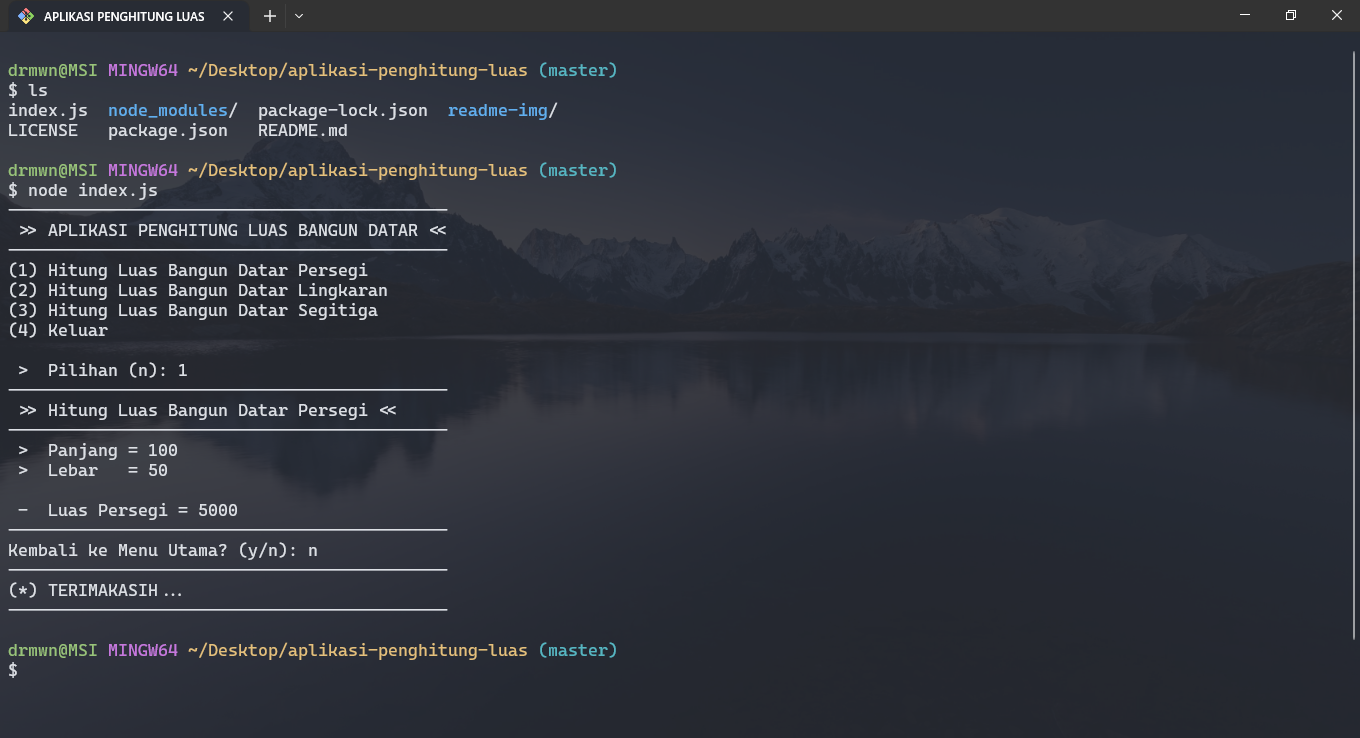 APLIKASI PENGHITUNG LUAS
drmwn@MSI MINGW64 ~/Desktop/aplikasi-penghitung-luas (master)
$ ls
index.js  node_modules/  package-lock.json  readme-img/
LICENSE   package.json   README.md
drmwn@MSI MINGW64 ~/Desktop/aplikasi-penghitung-luas (master)
$ node index.js
>> APLIKASI PENGHITUNG LUAS BANGUN DATAR <<
(1) Hitung Luas Bangun Datar Persegi
(2) Hitung Luas Bangun Datar Lingkaran
(3) Hitung Luas Bangun Datar Segitiga
(4) Keluar
>  Pilihan (n): 1
>> Hitung Luas Bangun Datar Persegi <<
>  Panjang = 100
>  Lebar   = 50
-  Luas Persegi = 5000
Kembali ke Menu Utama? (y/n): n
(*) TERIMAKASIH...
drmwn@MSI MINGW64 ~/Desktop/aplikasi-penghitung-luas (master)
$